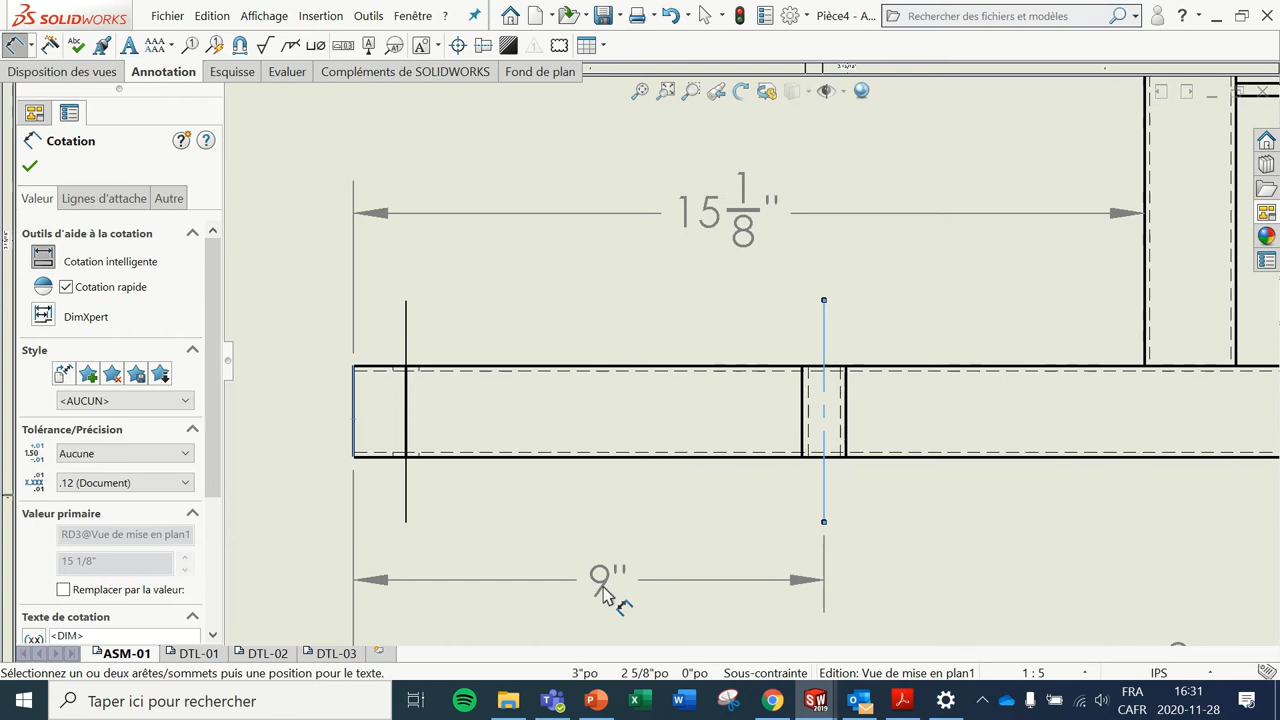 SOLIDWORKS
Fichier Edition Affichage Insertion Outils Fenêtre
Pièce4 - A...
Rechercher des fichiers et modèles
?
Disposition des vues Annotation Esquisse Evaluer Compléments de SOLIDWORKS Fond de plan
Cotation
Valeur Lignes d'attache Autre
Outils d'aide à la cotation
Cotation intelligente
Cotation rapide
DimXpert
Style
<AUCUN>
Tolérance/Précision
Aucune
.12 (Document)
Valeur primaire
RD3@Vue de mise en plan1
15 1/8"
Remplacer par la valeur:
Texte de cotation
<DIM>
15 1/8"
9"
ASM-01 DTL-01 DTL-02 DTL-03
Sélectionnez un ou deux arêtes/sommets puis une position pour le texte. 3"po 2 5/8"po 0"po Sous-contrainte Edition: Vue de mise en plan1 1 : 5 IPS
Taper ici pour rechercher
FRA
CAFR
16:31
2020-11-28